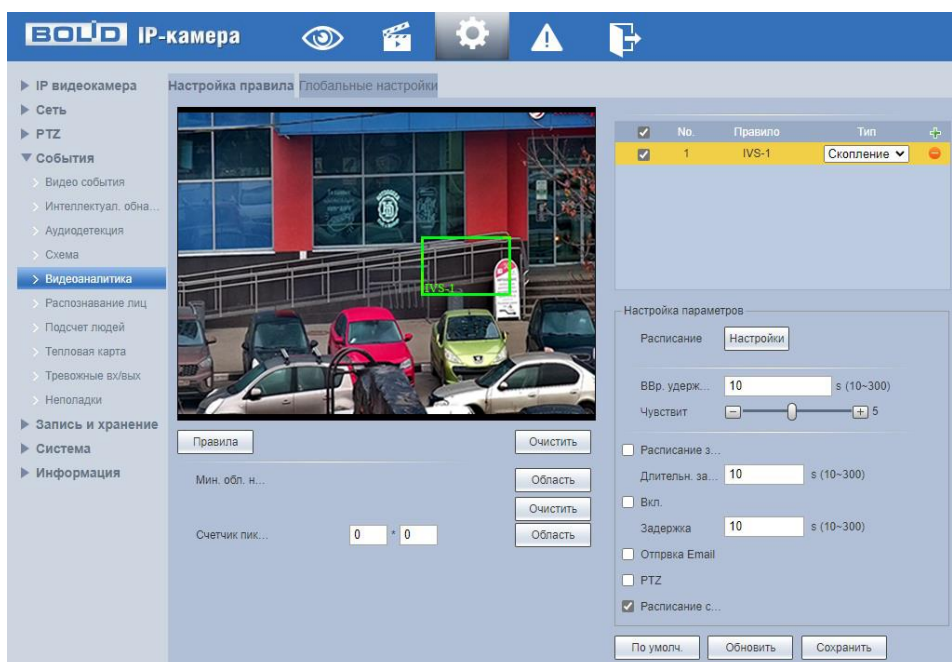 BOLID IP-камера
IP видеокамера
Сеть
PTZ
События
Видео события
Интеллектуал. обна...
Аудиодетекция
Схема
Видеоаналитика
Распознавание лиц
Подсчет людей
Тепловая карта
Тревожные вх/вых
Неполадки
Запись и хранение
Система
Информация
Настройка правила Глобальные настройки
IVS-1
Правила Очистить
Мин. обл. н... Область
Очистить
Счетчик пик... 0 * 0 Область
No. Правило Тип
1 IVS-1 Скопление
Настройка параметров
Расписание Настройки
ВВр. удерж... 10 s (10~300)
Чувствит 5
Расписание з...
Длительн. за... 10 s (10~300)
Вкл.
Задержка 10 s (10~300)
Отпрвка Email
PTZ
Расписание с...
По умолч. Обновить Сохранить